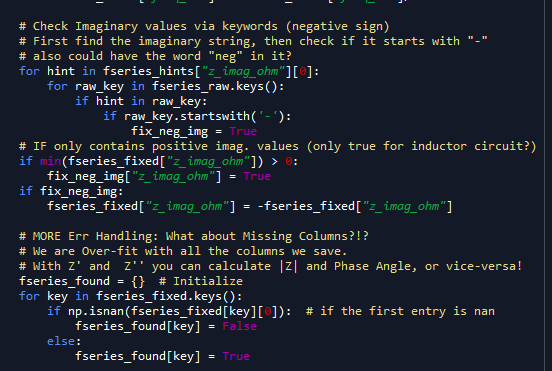 # Check Imaginary values via keywords (negative sign)
# First find the imaginary string, then check if it starts with "-"
# also could have the word "neg" in it?
for hint in fseries_hints["z_imag_ohm"][0]:
    for raw_key in fseries_raw.keys():
        if hint in raw_key:
            if raw_key.startswith('-'):
                fix_neg_img = True
# IF only contains positive imag. values (only true for inductor circuit?)
if min(fseries_fixed["z_imag_ohm"]) > 0:
    fix_neg_img["z_imag_ohm"] = True
if fix_neg_img:
    fseries_fixed["z_imag_ohm"] = -fseries_fixed["z_imag_ohm"]

# MORE Err Handling: What about Missing Columns?!?
# We are Over-fit with all the columns we save.
# With Z' and  Z'' you can calculate |Z| and Phase Angle, or vice-versa!
fseries_found = {}  # Initialize
for key in fseries_fixed.keys():
    if np.isnan(fseries_fixed[key][0]):  # if the first entry is nan
        fseries_found[key] = False
    else:
        fseries_found[key] = True